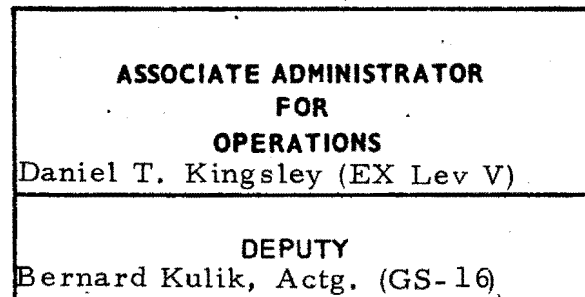 ASSOCIATE ADMINISTRATOR
FOR
OPERATIONS
Daniel T. Kingsley (EX Lev V)
DEPUTY
Bernard Kulik, Actg. (GS-16)